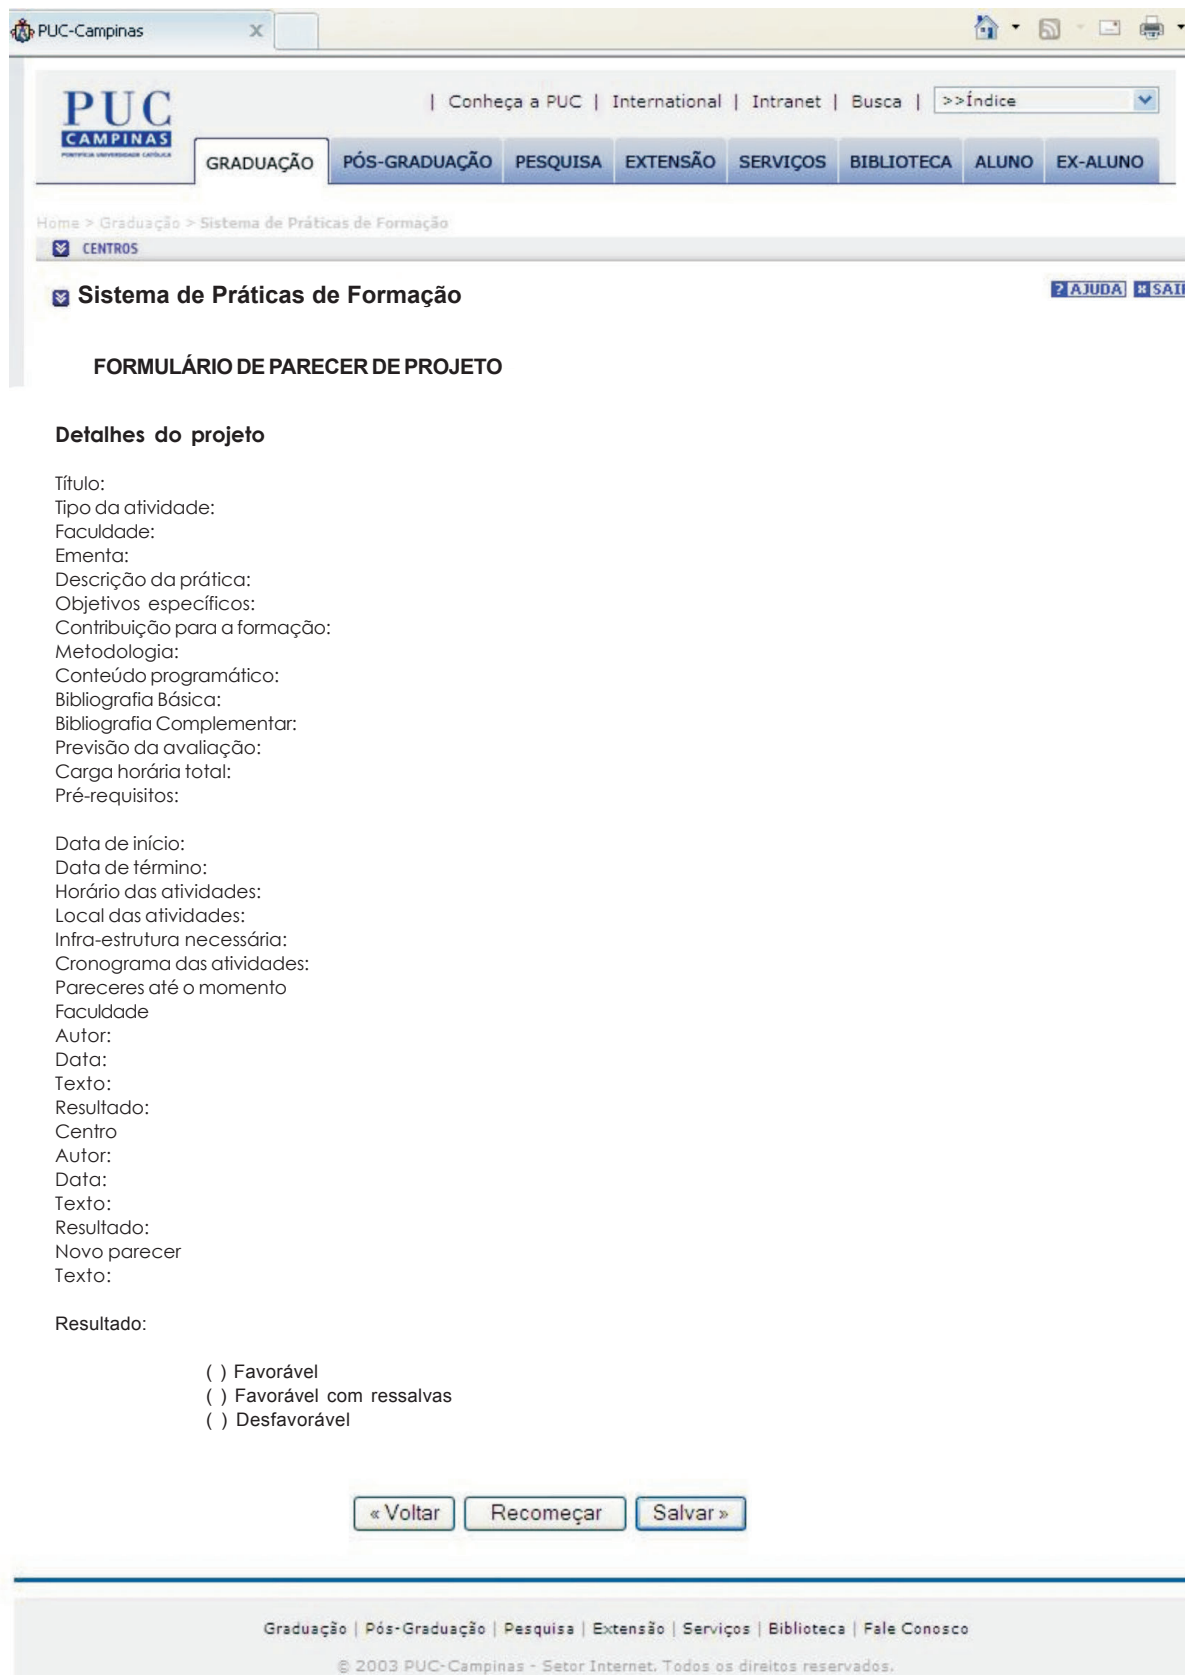 PUC-Campinas
PUC
CAMPINAS
PONTIFÍCIA UNIVERSIDADE CATÓLICA
| Conheça a PUC | International | Intranet | Busca | >>Índice
GRADUAÇÃO PÓS-GRADUAÇÃO PESQUISA EXTENSÃO SERVIÇOS BIBLIOTECA ALUNO EX-ALUNO
Home > Graduação > Sistema de Práticas de Formação
CENTROS
Sistema de Práticas de Formação
? AJUDA SAIR
FORMULÁRIO DE PARECER DE PROJETO
Detalhes do projeto
Título:
Tipo da atividade:
Faculdade:
Ementa:
Descrição da prática:
Objetivos específicos:
Contribuição para a formação:
Metodologia:
Conteúdo programático:
Bibliografia Básica:
Bibliografia Complementar:
Previsão da avaliação:
Carga horária total:
Pré-requisitos:
Data de início:
Data de término:
Horário das atividades:
Local das atividades:
Infra-estrutura necessária:
Cronograma das atividades:
Pareceres até o momento
Faculdade
Autor:
Data:
Texto:
Resultado:
Centro
Autor:
Data:
Texto:
Resultado:
Novo parecer
Texto:
Resultado:
( ) Favorável
( ) Favorável com ressalvas
( ) Desfavorável
« Voltar Recomeçar Salvar »
Graduação | Pós-Graduação | Pesquisa | Extensão | Serviços | Biblioteca | Fale Conosco
© 2003 PUC-Campinas - Setor Internet. Todos os direitos reservados.